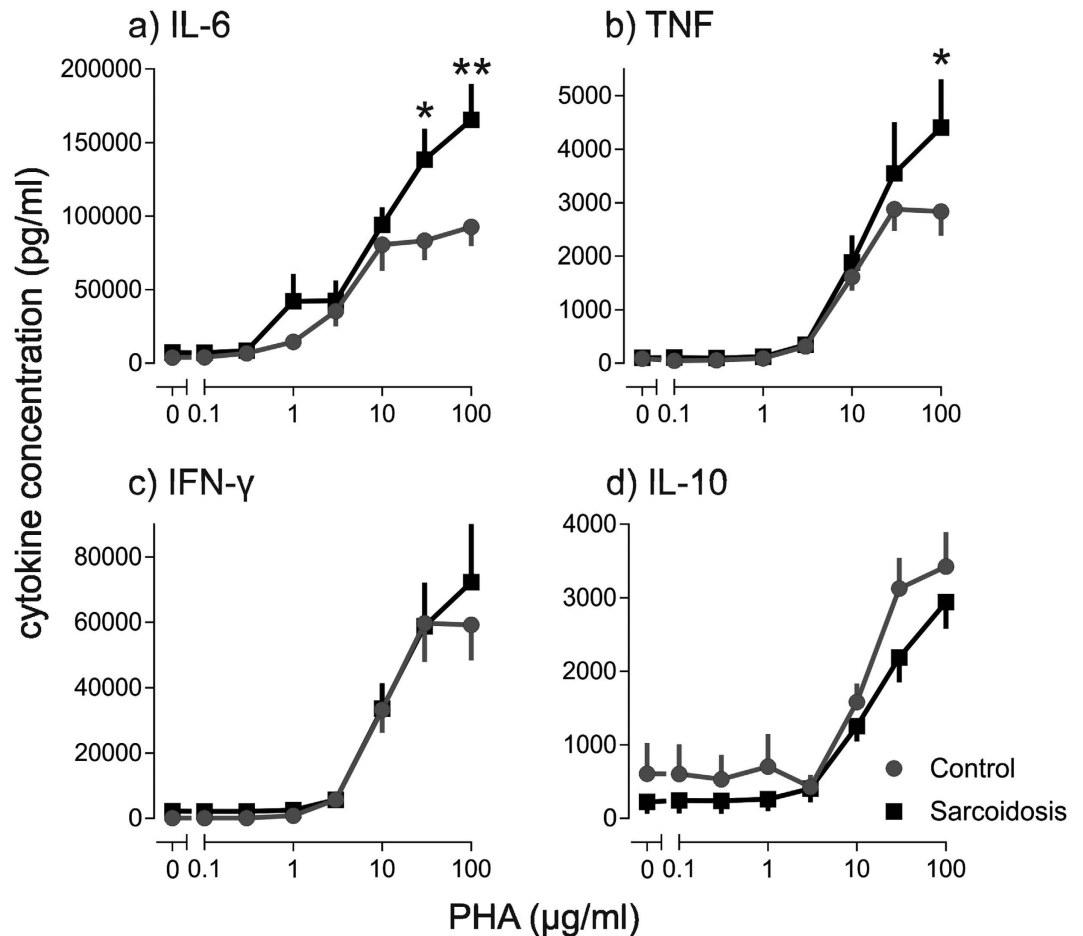 a) IL-6
b) TNF
cytokine concentration (pg/ml)
200000
150000
100000
50000
0
* **
0 0.1 1 10 100
5000
4000
3000
2000
1000
0
*
0 0.1 1 10 100
c) IFN-γ
d) IL-10
80000
60000
40000
20000
0
0 0.1 1 10 100
4000
3000
2000
1000
0
Control
Sarcoidosis
0 0.1 1 10 100
PHA (μg/ml)